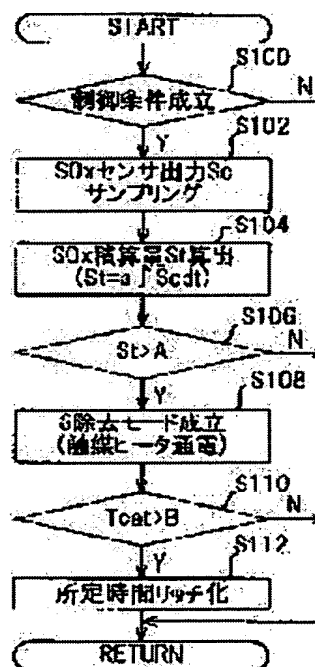 START
S100
制御条件成立
N
Y
S102
SOxセンサ出力Sc
サンプリング
S104
SOx積算量St算出
(St=a∫Scdt)
S106
St>A
N
Y
S108
S除去モード成立
(触媒ヒータ通電)
S110
Tcat>B
N
Y
S112
所定時間リッチ化
RETURN